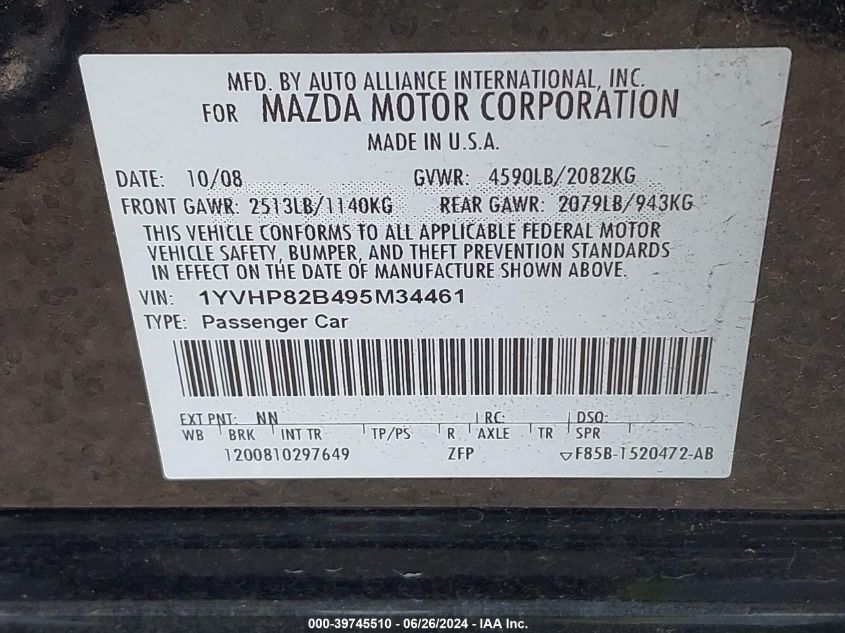 MFD. BY AUTO ALLIANCE INTERNATIONAL, INC.
FOR MAZDA MOTOR CORPORATION
MADE IN U.S.A.
DATE: 10/08 GVWR: 4590LB/2082KG
FRONT GAWR: 2513LB/1140KG REAR GAWR: 2079LB/943KG
THIS VEHICLE CONFORMS TO ALL APPLICABLE FEDERAL MOTOR
VEHICLE SAFETY, BUMPER, AND THEFT PREVENTION STANDARDS
IN EFFECT ON THE DATE OF MANUFACTURE SHOWN ABOVE.
VIN: 1YVHP82B495M34461
TYPE: Passenger Car
EXT PNT: NN RC: DSO:
WB BRK INT TR TP/PS R AXLE TR SPR
1200810297649 ZFP ▽F85B-1520472-AB
000-39745510 - 06/26/2024 - IAA Inc.